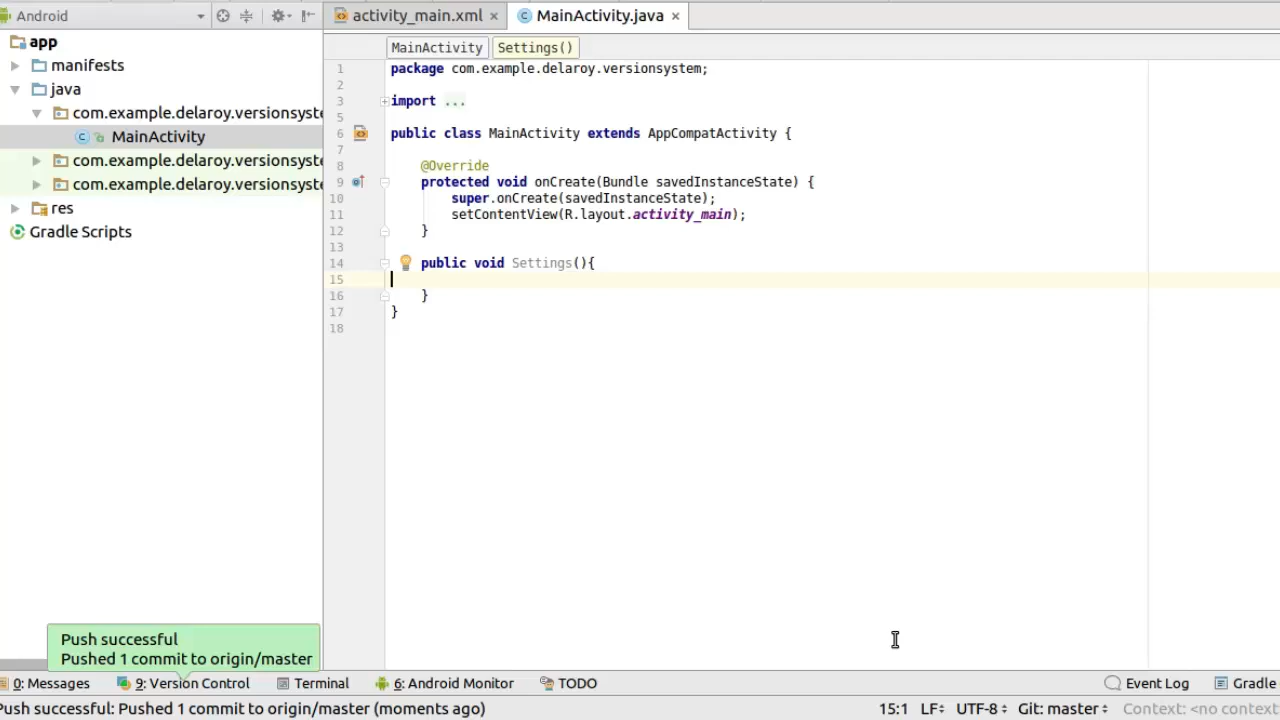 Android
activity_main.xml
MainActivity.java
app
manifests
java
com.example.delaroy.versionsyste
MainActivity
com.example.delaroy.versionsyste
com.example.delaroy.versionsyste
res
Gradle Scripts
MainActivity
Settings()
1 package com.example.delaroy.versionsystem;
2
3 import ...
5
6 public class MainActivity extends AppCompatActivity {
7
8 @Override
9 protected void onCreate(Bundle savedInstanceState) {
10 super.onCreate(savedInstanceState);
11 setContentView(R.layout.activity_main);
12 }
13
14 public void Settings(){
15
16 }
17 }
18
Push successful
Pushed 1 commit to origin/master
0: Messages 9: Version Control Terminal 6: Android Monitor TODO Event Log Gradle
Push successful: Pushed 1 commit to origin/master (moments ago) 15:1 LF UTF-8 Git: master Context: <no context